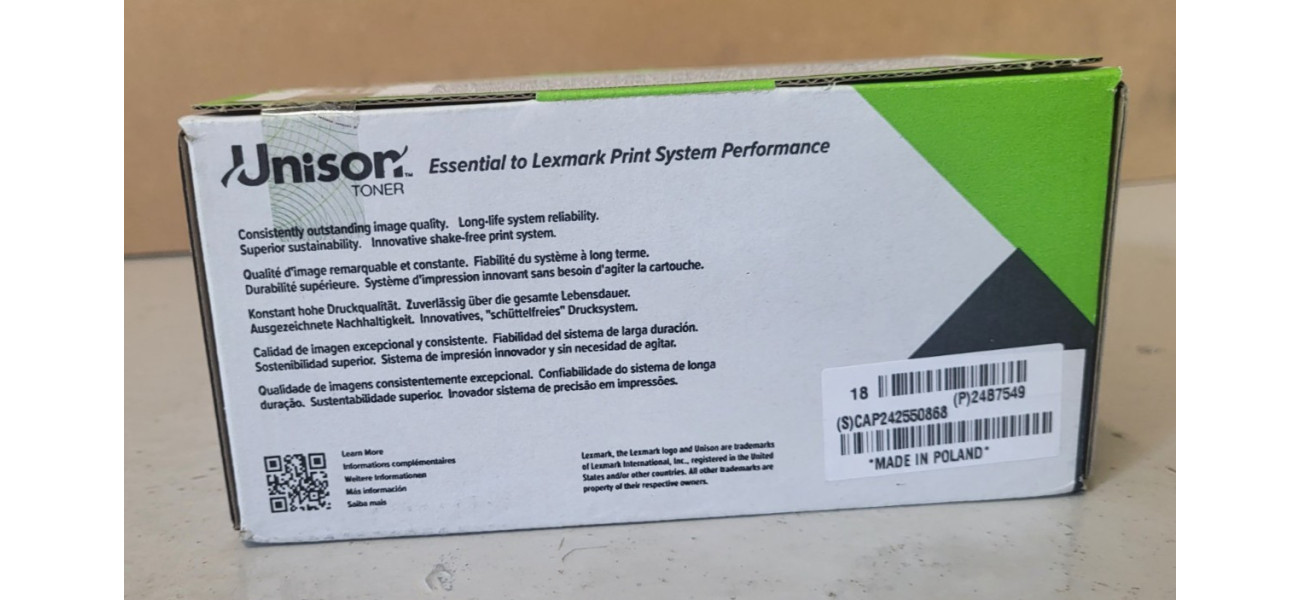 Unison™ Essential to Lexmark Print System Performance
TONER
Consistently outstanding image quality. Long-life system reliability.
Superior sustainability. Innovative shake-free print system.
Qualité d'image remarquable et constante. Fiabilité du système à long terme.
Durabilité supérieure. Système d'impression innovant sans besoin d'agiter la cartouche.
Konstant hohe Druckqualität. Zuverlässig über die gesamte Lebensdauer.
Ausgezeichnete Nachhaltigkeit. Innovatives, "schüttelfreies" Drucksystem.
Calidad de imagen excepcional y consistente. Fiabilidad del sistema de larga duración.
Sostenibilidad superior. Sistema de impresión innovador y sin necesidad de agitar.
Qualidade de imagens consistentemente excepcional. Confiabilidade do sistema de longa
duração. Sustentabilidade superior. Inovador sistema de precisão em impressões.
Learn More
Informations complémentaires
Weitere Informationen
Más información
Saiba mais
Lexmark, the Lexmark logo and Unison are trademarks
of Lexmark International, Inc., registered in the United
States and/or other countries. All other trademarks are
property of their respective owners.
18
(P)2487549
(S)CAP242550868
"MADE IN POLAND"